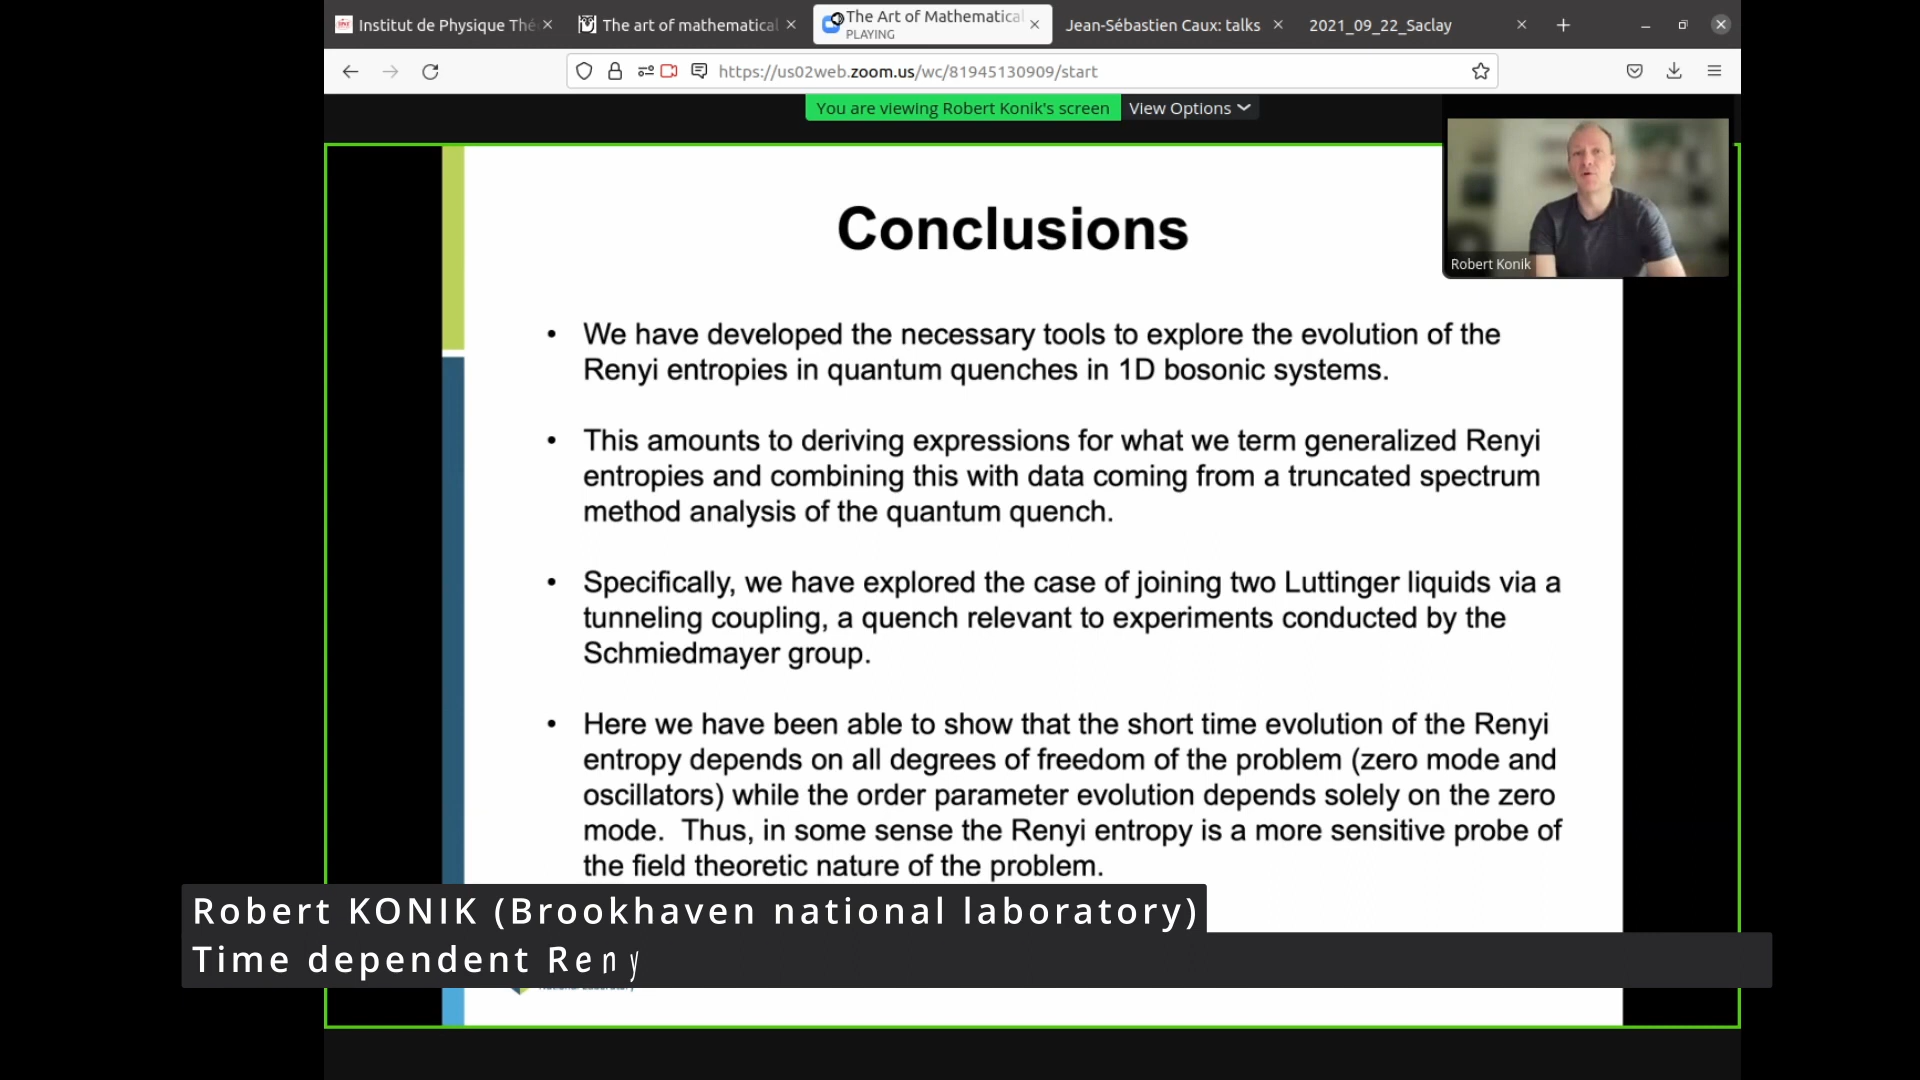 Institut de Physique Thé
The art of mathematical
The Art of Mathematical
PLAYING
Jean-Sébastien Caux: talks
2021_09_22_Saclay
https://us02web.zoom.us/wc/81945130909/start
You are viewing Robert Konik's screen
View Options
Robert Konik
Conclusions
• We have developed the necessary tools to explore the evolution of the
Renyi entropies in quantum quenches in 1D bosonic systems.
• This amounts to deriving expressions for what we term generalized Renyi
entropies and combining this with data coming from a truncated spectrum
method analysis of the quantum quench.
• Specifically, we have explored the case of joining two Luttinger liquids via a
tunneling coupling, a quench relevant to experiments conducted by the
Schmiedmayer group.
• Here we have been able to show that the short time evolution of the Renyi
entropy depends on all degrees of freedom of the problem (zero mode and
oscillators) while the order parameter evolution depends solely on the zero
mode. Thus, in some sense the Renyi entropy is a more sensitive probe of
the field theoretic nature of the problem.
Robert KONIK (Brookhaven national laboratory)
Time dependent Reny